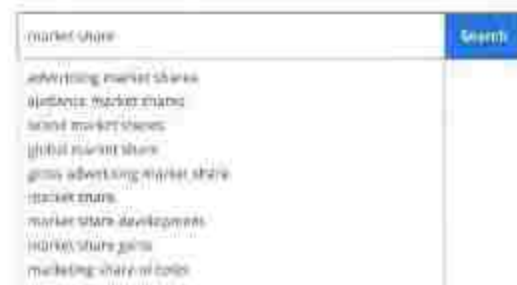 market share
Search
advertising market shares
audience market shares
brand market shares
global market share
gross advertising market share
market share
market share development
market share gains
marketing share of costs